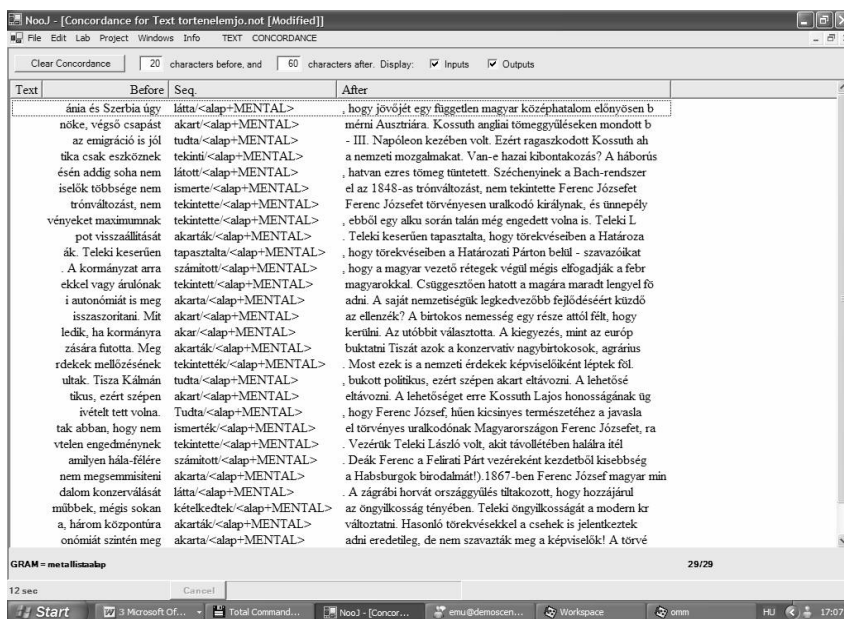 NooJ - [Concordance for Text tortenelemjo.not [Modified]]
File Edit Lab Project Windows Info TEXT CONCORDANCE
Clear Concordance 20 characters before, and 60 characters after. Display: Inputs Outputs
Text Before Seq. After
ánia és Szerbia úgy látta/<alap+MENTAL> , hogy jövőjét egy független magyar középhatalom előnyösen b
nöke, végső csapást akart/<alap+MENTAL> mérni Ausztriára. Kossuth angliai tömeggyűléseken mondott b
az emigráció is jól tudta/<alap+MENTAL> - III. Napóleon kezében volt. Ezért ragaszkodott Kossuth ah
tika csak eszköznek tekinti/<alap+MENTAL> a nemzeti mozgalmakat. Van-e hazai kibontakozás? A háborús
ésén addig soha nem látott/<alap+MENTAL> , hatvan ezres tömeg tüntetett. Széchenyinek a Bach-rendszer
iselők többsége nem ismerte/<alap+MENTAL> el az 1848-as trónváltozást, nem tekintette Ferenc Józsefet
trónváltozást, nem tekintette/<alap+MENTAL> Ferenc Józsefet törvényesen uralkodó királynak, és ünnepély
vényeket maximumnak tekintette/<alap+MENTAL> , ebből egy alku során talán még engedett volna is. Teleki L
pot visszaállítását akarták/<alap+MENTAL> . Teleki keserűen tapasztalta, hogy törekvéseiben a Határoza
ák. Teleki keserűen tapasztalta/<alap+MENTAL> , hogy törekvéseiben a Határozati Párton belül - szavazóikat
. A kormányzat arra számított/<alap+MENTAL> , hogy a magyar vezető rétegek végül mégis elfogadják a febr
ekkel vagy árulónak tekintett/<alap+MENTAL> magyarokkal. Csüggesztően hatott a magára maradt lengyel fö
i autonómiát is meg akarta/<alap+MENTAL> adni. A saját nemzetiségük legkedvezőbb fejlődéséért küzdő
isszaszoritani. Mit akart/<alap+MENTAL> az ellenzék? A birtokos nemesség egy része attól félt, hogy
ledik, ha kormányra akar/<alap+MENTAL> kerülni. Az utóbbit választotta. A kiegyezés, mint az európ
zására futotta. Meg akarták/<alap+MENTAL> buktatni Tiszát azok a konzervatív nagybirtokosok, agrárius
rdekek mellőzésének tekintették/<alap+MENTAL> . Most ezek is a nemzeti érdekek képviselőiként léptek föl.
ultak. Tisza Kálmán tudta/<alap+MENTAL> , bukott politikus, ezért szépen akart eltávozni. A lehetősé
tikus, ezért szépen akart/<alap+MENTAL> eltávozni. A lehetőséget erre Kossuth Lajos honosságának üg
ivételt tett volna. Tudta/<alap+MENTAL> , hogy Ferenc József, hűen kicsinyes természetéhez a javasla
tak abban, hogy nem ismerték/<alap+MENTAL> el törvényes uralkodónak Magyarországon Ferenc Józsefet, ra
vtelen engedménynek tekintette/<alap+MENTAL> . Vezérük Teleki László volt, akit távollétében halálra itél
amilyen hála-félére számított/<alap+MENTAL> . Deák Ferenc a Felirati Párt vezéreként kezdetből kisebbség
nem megsemmisíteni akarta/<alap+MENTAL> a Habsburgok birodalmát!).1867-ben Ferenc József magyar min
dalom konzerválását látta/<alap+MENTAL> . A zágrábi horvát országgyűlés tiltakozott, hogy hozzájárul
műbbek, mégis sokan kételkedtek/<alap+MENTAL> az öngyilkosság tényében. Teleki öngyilkosságát a modern kr
a, három központúra akarták/<alap+MENTAL> változtatni. Hasonló törekvésekkel a csehek is jelentkeztek
onómiát szintén meg akarta/<alap+MENTAL> adni eredetileg, de nem szavazták meg a képviselők! A törvé
GRAM = metallistaalap 29/29
12 sec Cancel
Start 3 Microsoft Of... Total Command... NooJ - [Concor... emu@demoscen... Workspace omm HU 17:07